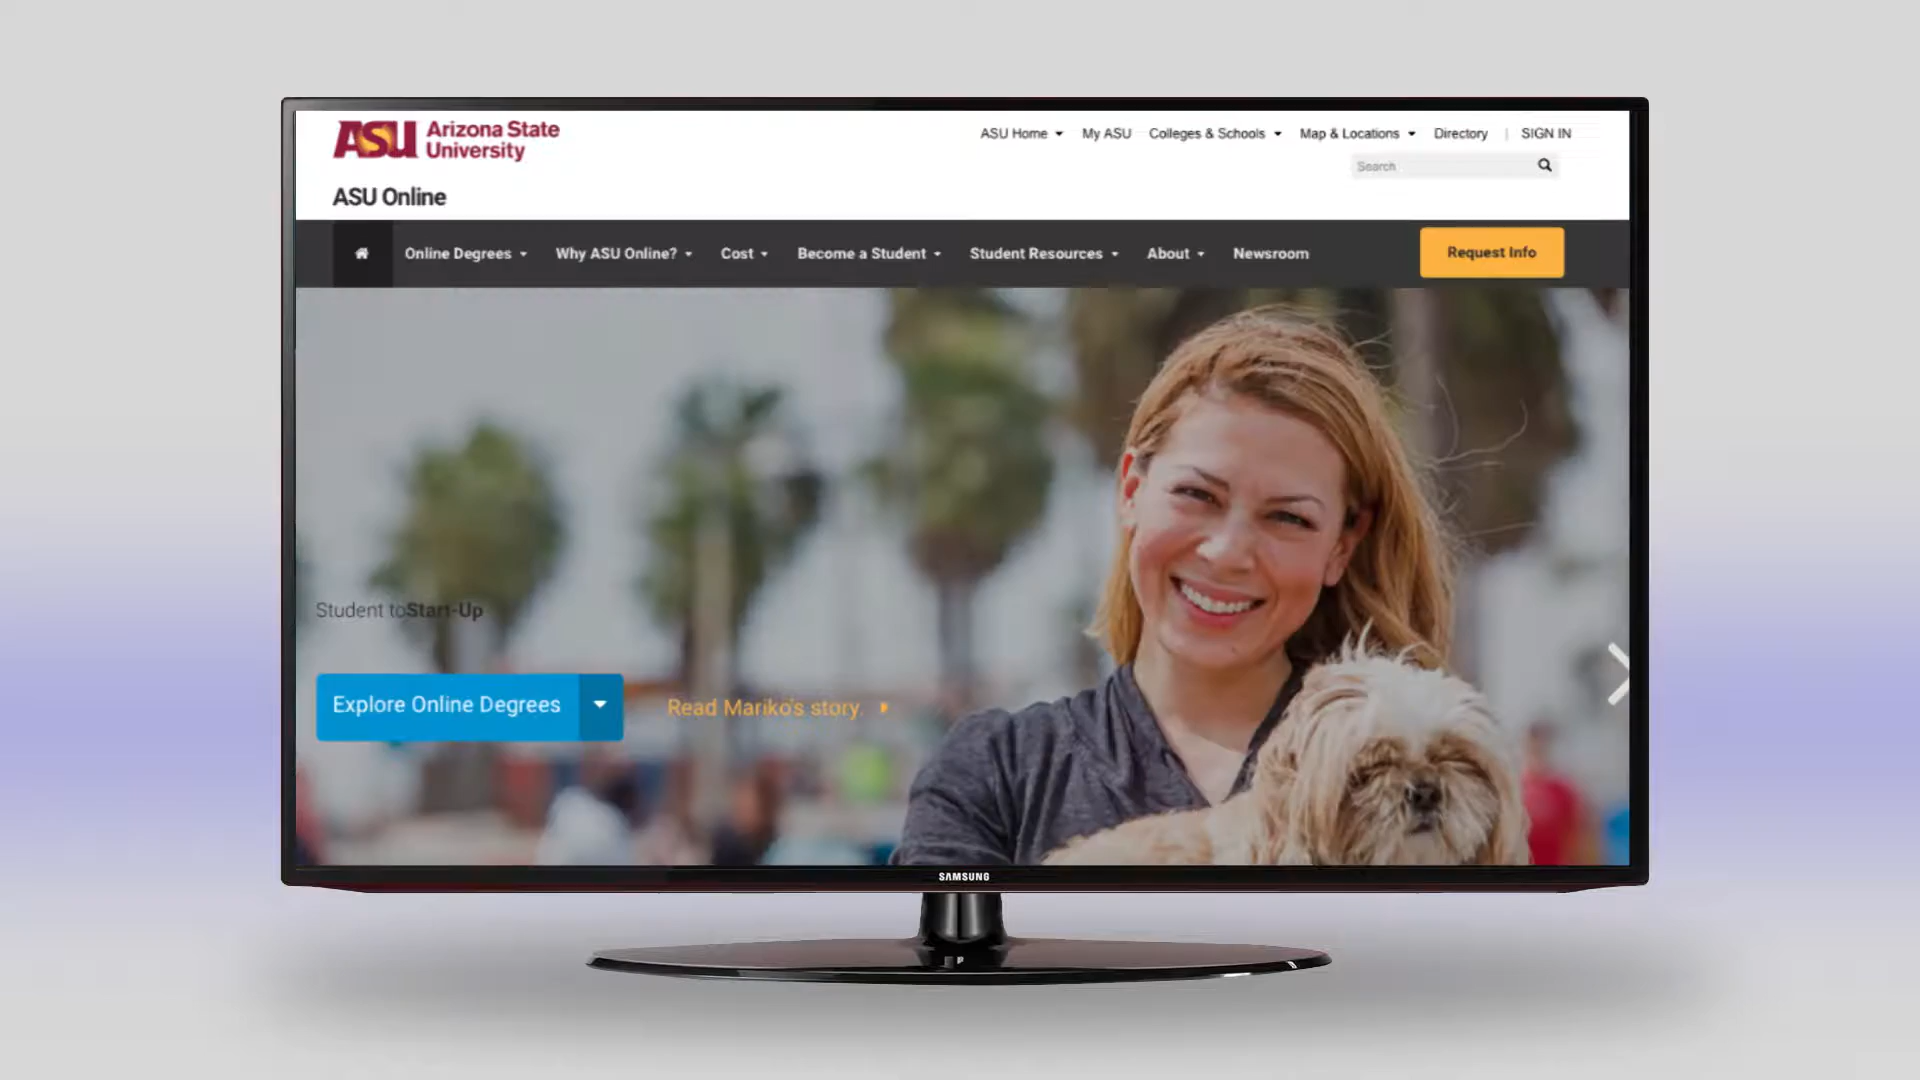 ASU Arizona State
University
ASU Home My ASU Colleges & Schools Map & Locations Directory | SIGN IN
Search
ASU Online
Online Degrees Why ASU Online? Cost Become a Student Student Resources About Newsroom Request Info
Student toStart-Up
Explore Online Degrees
Read Mariko's story.
SAMSUNG